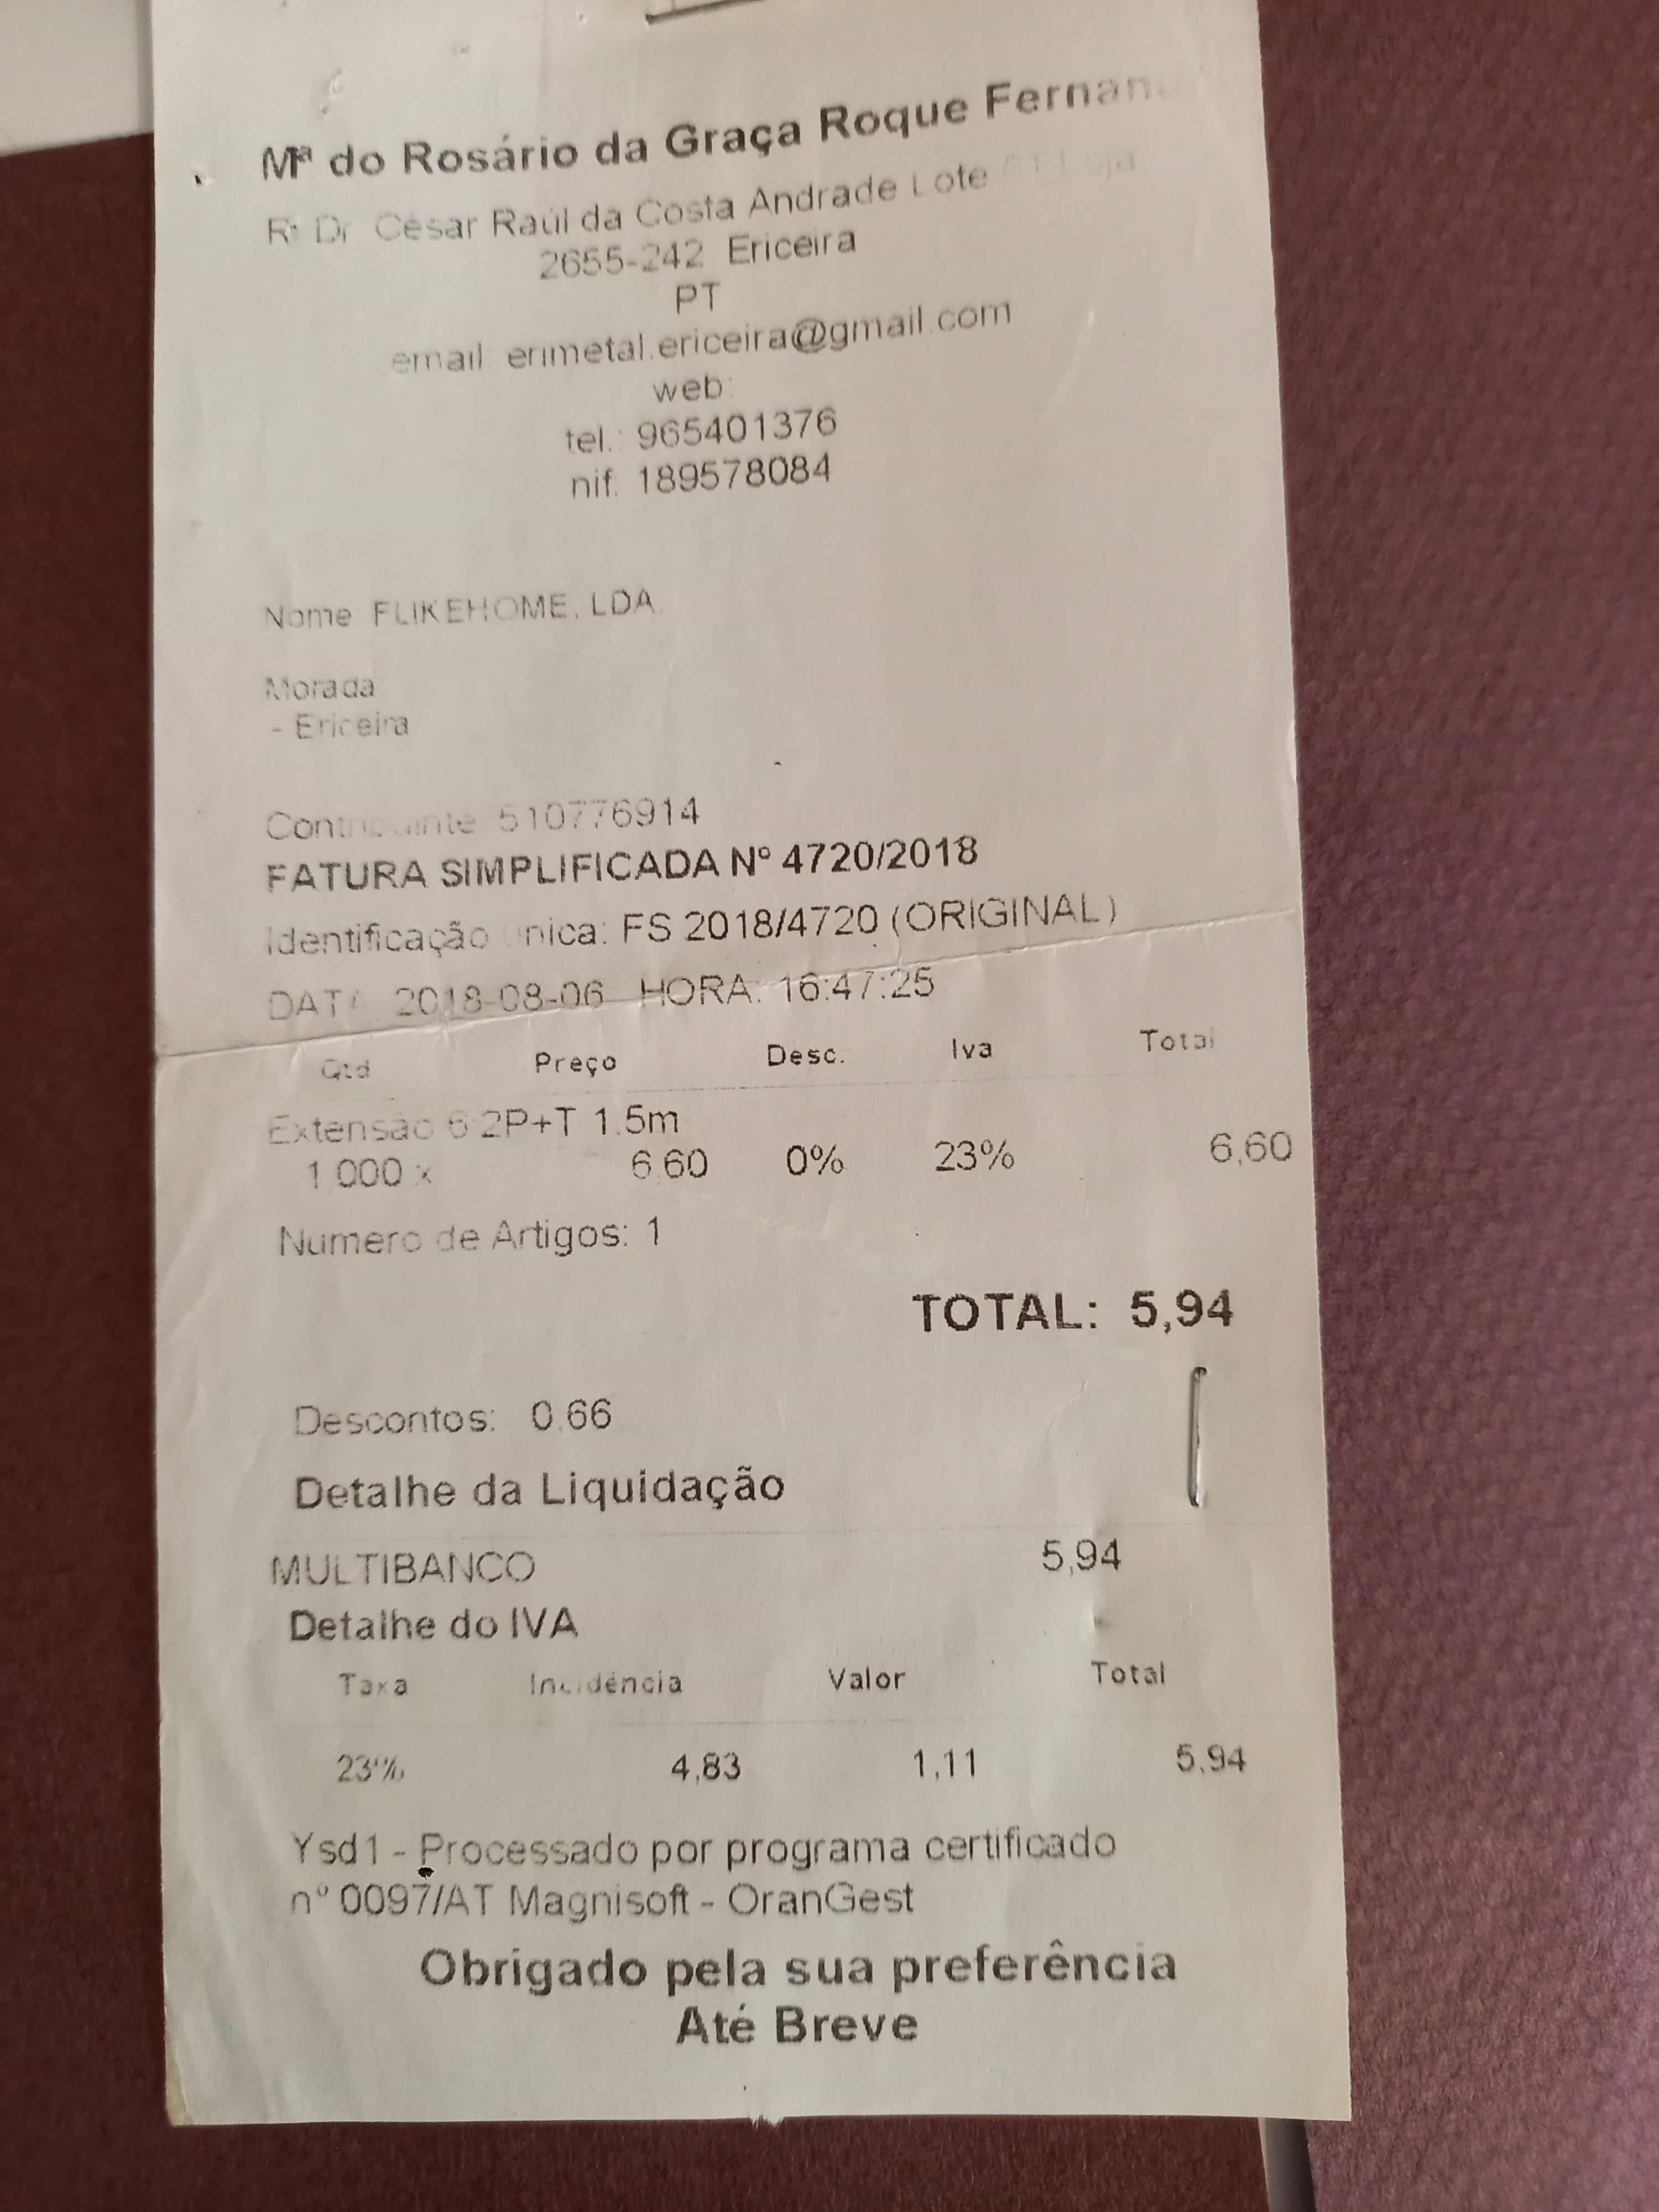 Mª do Rosário da Graça Roque
Rª Dr. César Raúl da Costa Andrade Lote Loja
2655-242 Ericeira
PT
email: erimetal.ericeira@gmail.com
web:
tel.: 965401376
nif: 189578084
Nome FLIKEHOME, LDA.
Morada
- Ericeira
Contribuinte 510776914
FATURA SIMPLIFICADA Nº 4720/2018
Identificação única: FS 2018/4720 (ORIGINAL)
DATA: 2018-08-06 HORA: 16:47:25
Qtd Preço Desc. Iva Total
Extensão 6 2P+T 1.5m
1,000 x 6,60 0% 23% 6,60
Numero de Artigos: 1
TOTAL: 5,94
Descontos: 0,66
Detalhe da Liquidação
MULTIBANCO 5,94
Detalhe do IVA
Taxa Incidência Valor Total
23% 4,83 1,11 5,94
Ysd1 - Processado por programa certificado
nº 0097/AT Magnisoft - OranGest
Obrigado pela sua preferência
Até Breve